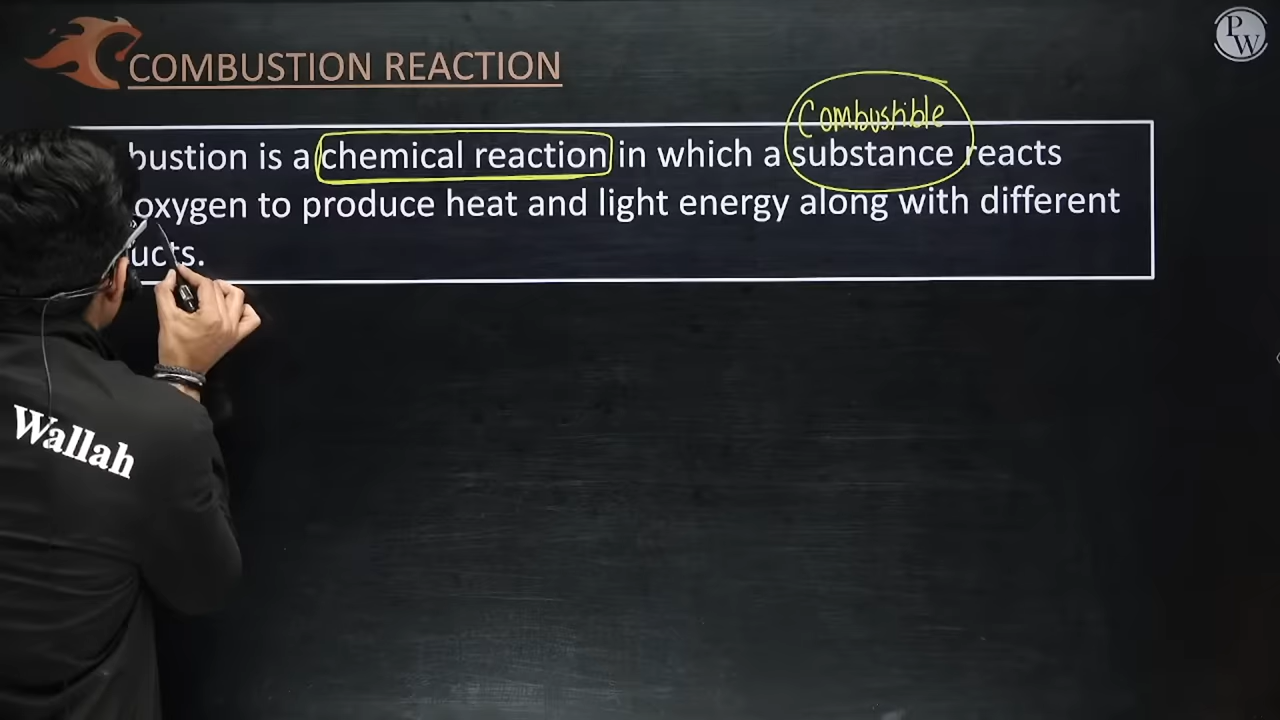 COMBUSTION REACTION
Combustible
bustion is a chemical reaction in which a substance reacts
oxygen to produce heat and light energy along with different
ucts.
Wallah
PW